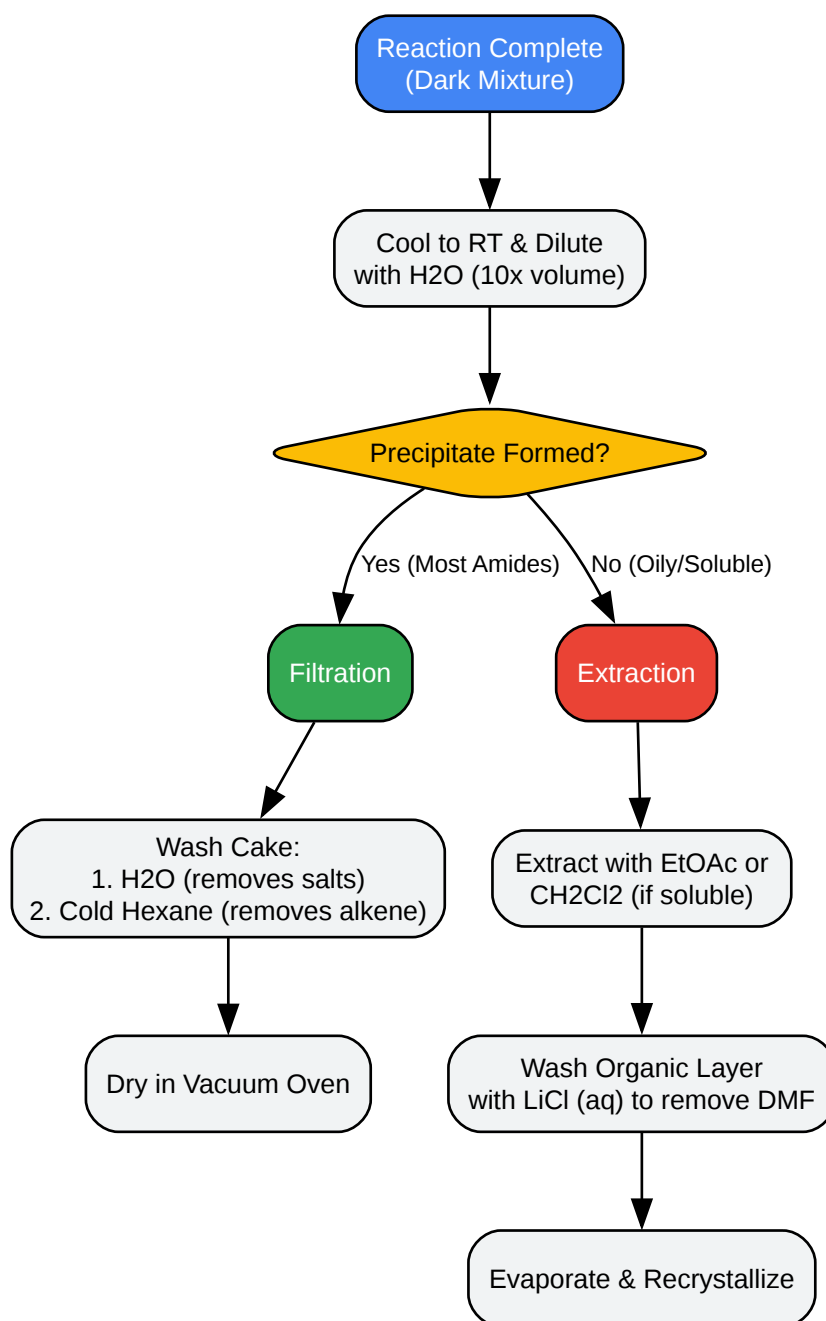 Reaction Complete
(Dark Mixture)
Cool to RT & Dilute
with H2O (10x volume)
Precipitate Formed?
Yes (Most Amides)
No (Oily/Soluble)
Filtration
Extraction
Wash Cake:
1. H2O (removes salts)
2. Cold Hexane (removes alkene)
Extract with EtOAc or
CH2Cl2 (if soluble)
Dry in Vacuum Oven
Wash Organic Layer
with LiCl (aq) to remove DMF
Evaporate & Recrystallize